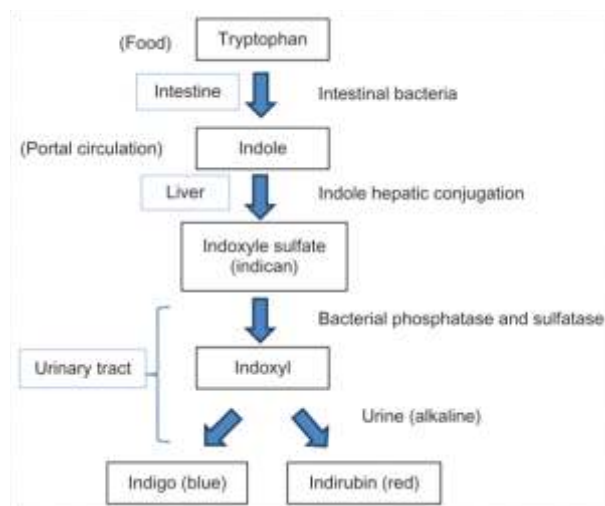 (Food)
Tryptophan
Intestine
Intestinal bacteria
(Portal circulation)
Indole
Liver
Indole hepatic conjugation
Indoxyle sulfate
(indican)
Bacterial phosphatase and sulfatase
Urinary tract
Indoxyl
Urine (alkaline)
Indigo (blue)
Indirubin (red)